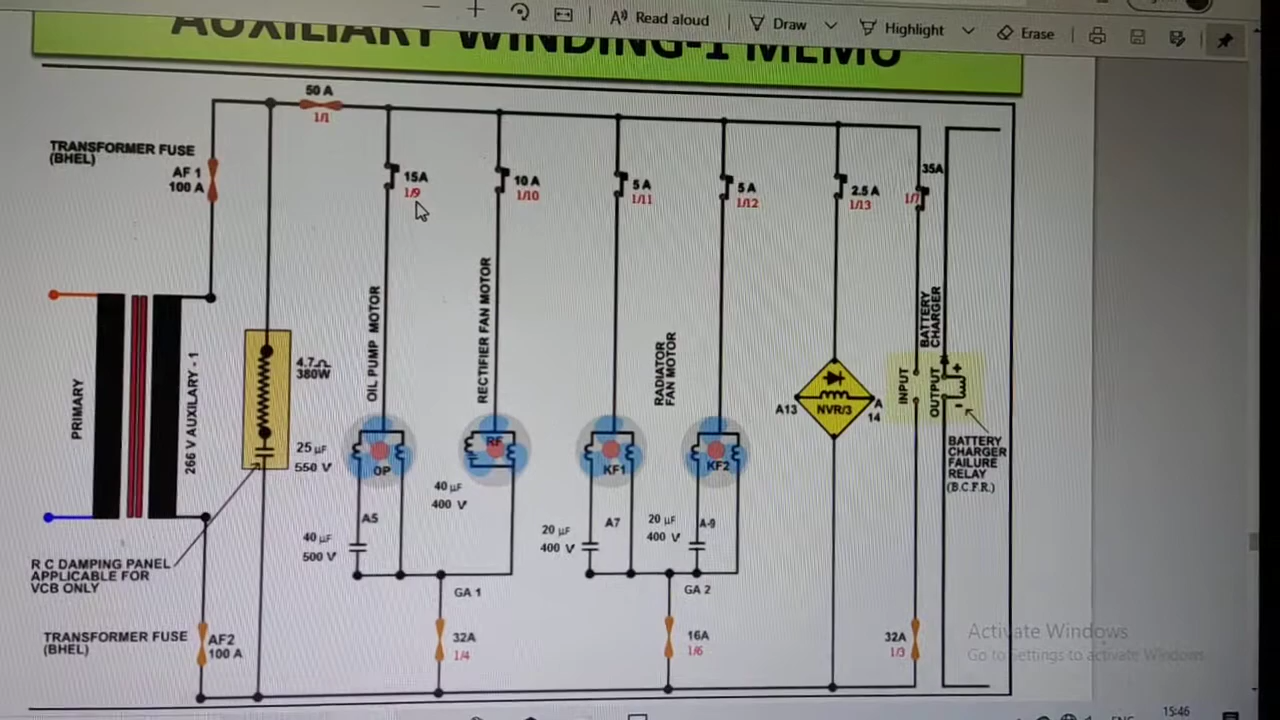 Read aloud
Draw
Highlight
Erase
AUXILIARY WINDING-1 MEMU
50 A
1/1
TRANSFORMER FUSE
(BHEL)
AF 1
100 A
15A
1/9
10 A
1/10
5 A
1/11
5 A
1/12
2.5 A
1/13
35A
1/7
PRIMARY
266 V AUXILARY - 1
4.7Ω
380W
25 μF
550 V
OIL PUMP MOTOR
RECTIFIER FAN MOTOR
RADIATOR
FAN MOTOR
BATTERY
CHARGER
INPUT
OUTPUT
+
-
OP
RF
KF1
KF2
A13
NVR/3
A
14
BATTERY
CHARGER
FAILURE
RELAY
(B.C.F.R.)
A5
40 μF
500 V
40 μF
400 V
20 μF
400 V
A7
20 μF
400 V
A-9
R C DAMPING PANEL
APPLICABLE FOR
VCB ONLY
GA 1
GA 2
TRANSFORMER FUSE
(BHEL)
AF2
100 A
32A
1/4
16A
1/6
32A
1/3
Activate Windows
Go to Settings to activate Windows.
ENG
15:46